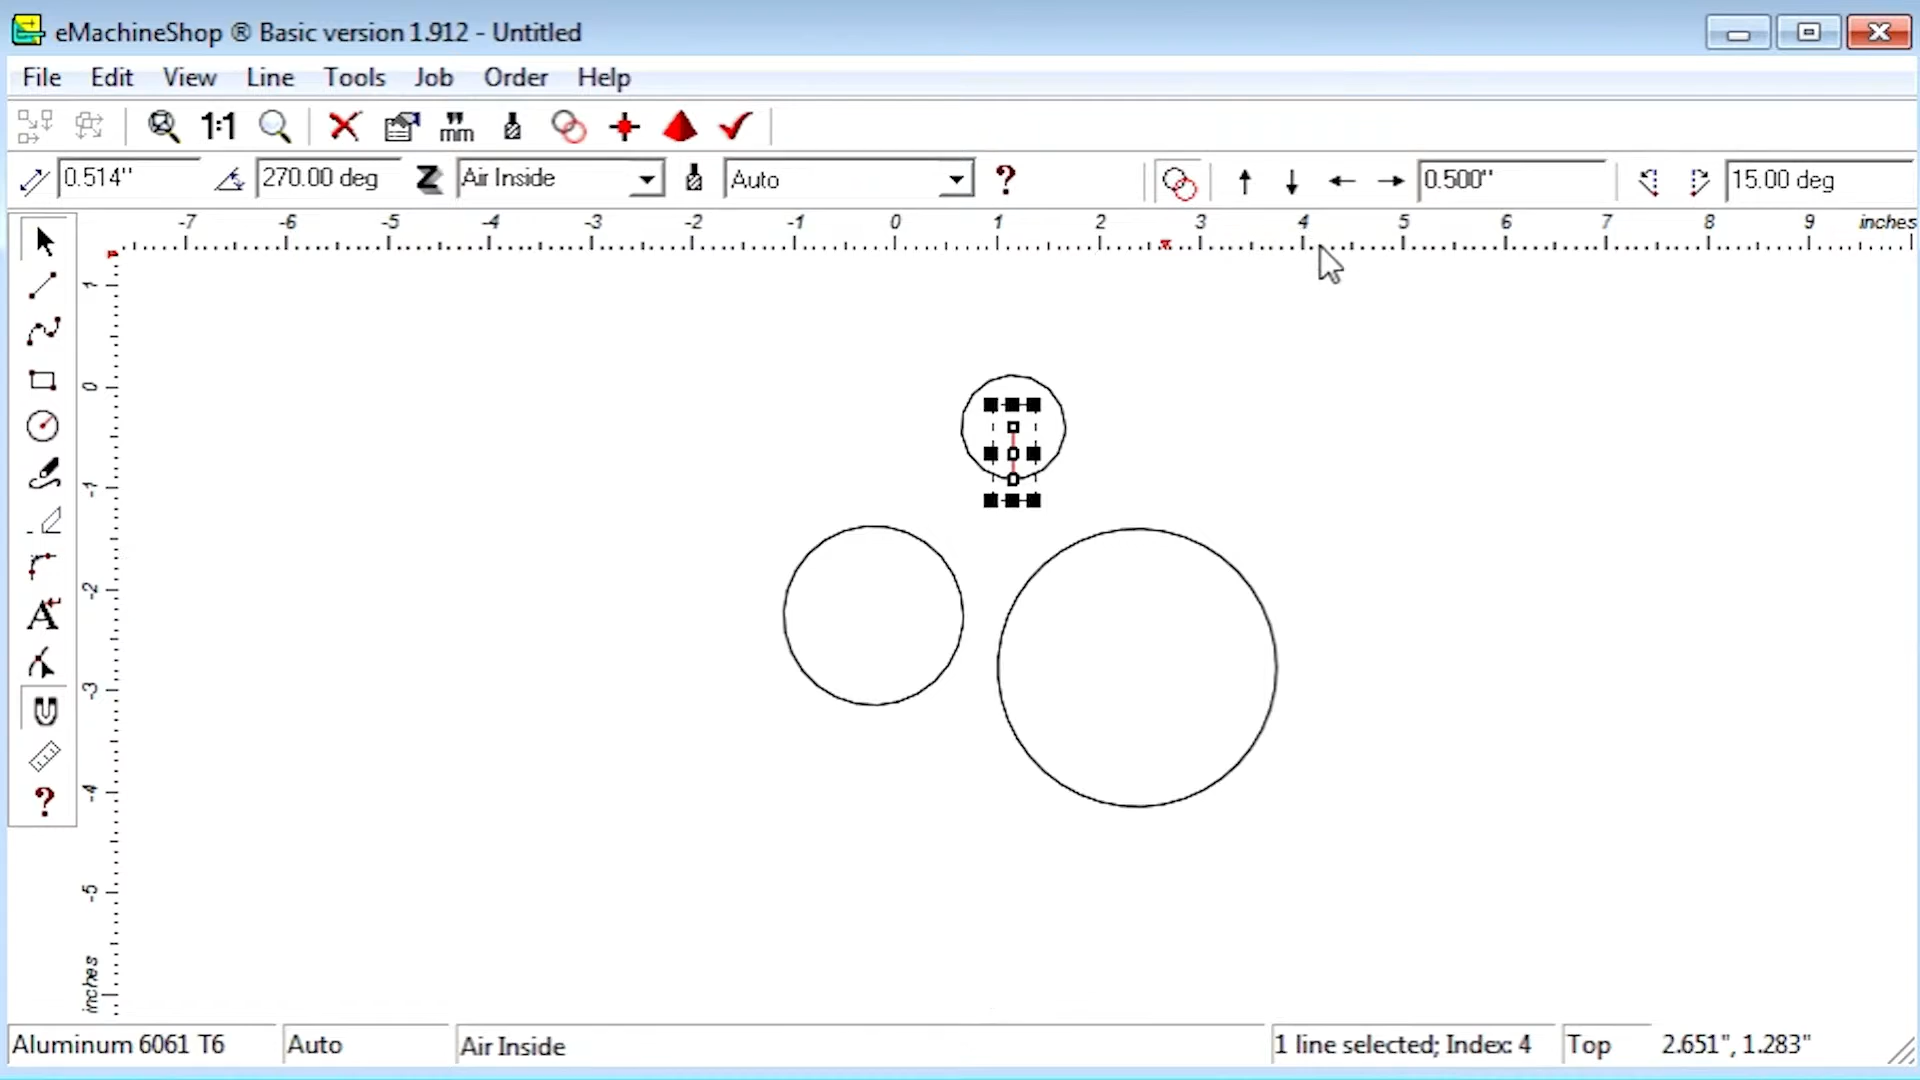 eMachineShop ® Basic version 1.912 - Untitled
File Edit View Line Tools Job Order Help
1:1 mm
0.514" 270.00 deg Z Air Inside Auto ? 0.500" 15.00 deg
-7 -6 -5 -4 -3 -2 -1 0 1 2 3 4 5 6 7 8 9 inches
1
0
-1
-2
-3
-4
-5
inches
A
?
Aluminum 6061 T6 Auto Air Inside 1 line selected; Index: 4 Top 2.651", 1.283"